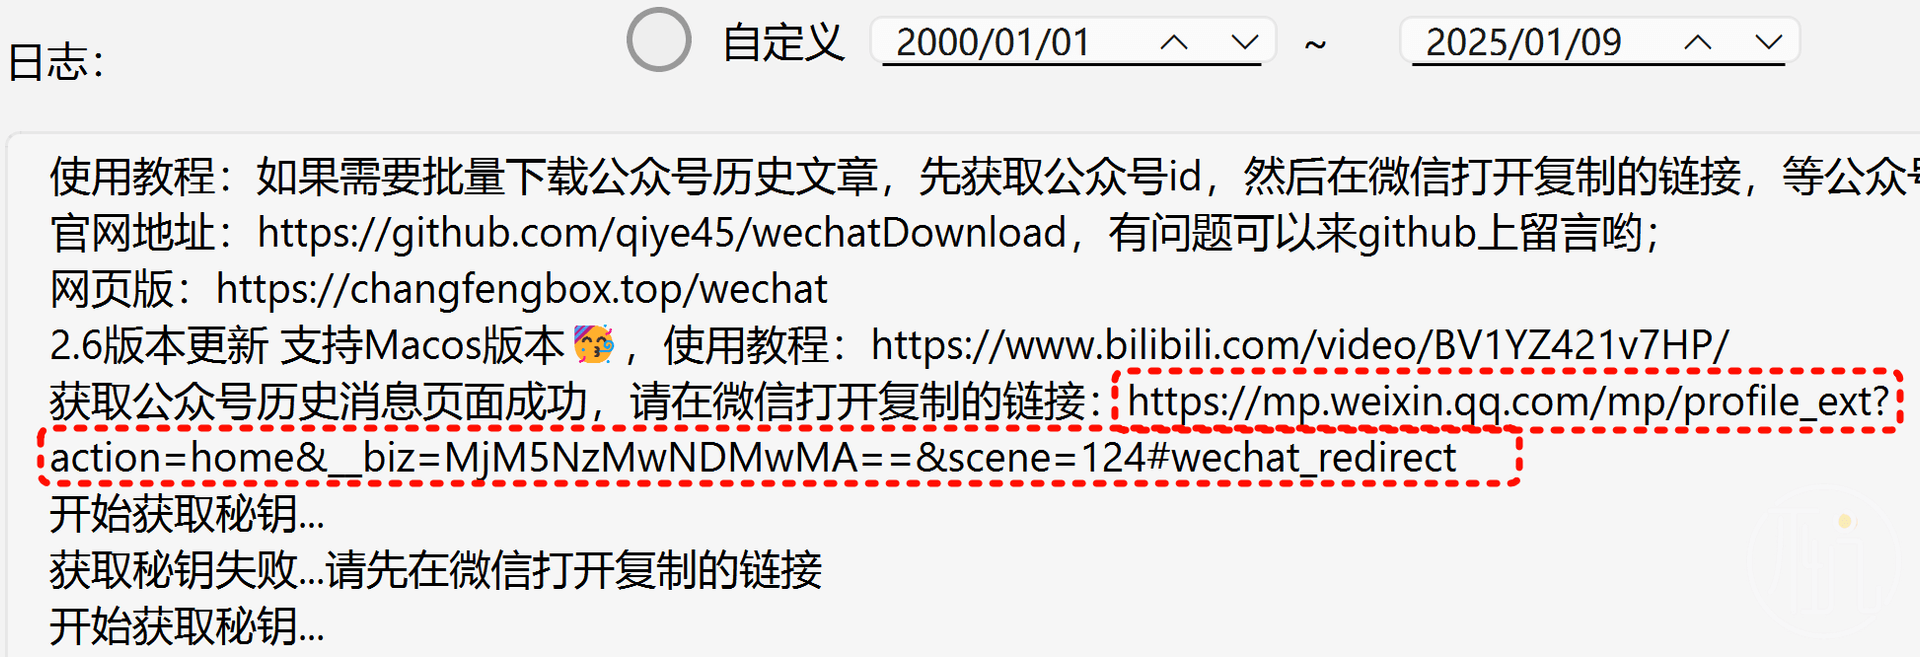 自定义 2000/01/01 ~ 2025/01/09
日志：
使用教程：如果需要批量下载公众号历史文章，先获取公众号id，然后在微信打开复制的链接，等公众号
官网地址：https://github.com/qiye45/wechatDownload，有问题可以来github上留言哟；
网页版：https://changfengbox.top/wechat
2.6版本更新 支持Macos版本🥳，使用教程：https://www.bilibili.com/video/BV1YZ421v7HP/
获取公众号历史消息页面成功，请在微信打开复制的链接：https://mp.weixin.qq.com/mp/profile_ext?
action=home&__biz=MjM5NzMwNDMwMA==&scene=124#wechat_redirect
开始获取秘钥...
获取秘钥失败...请先在微信打开复制的链接
开始获取秘钥...